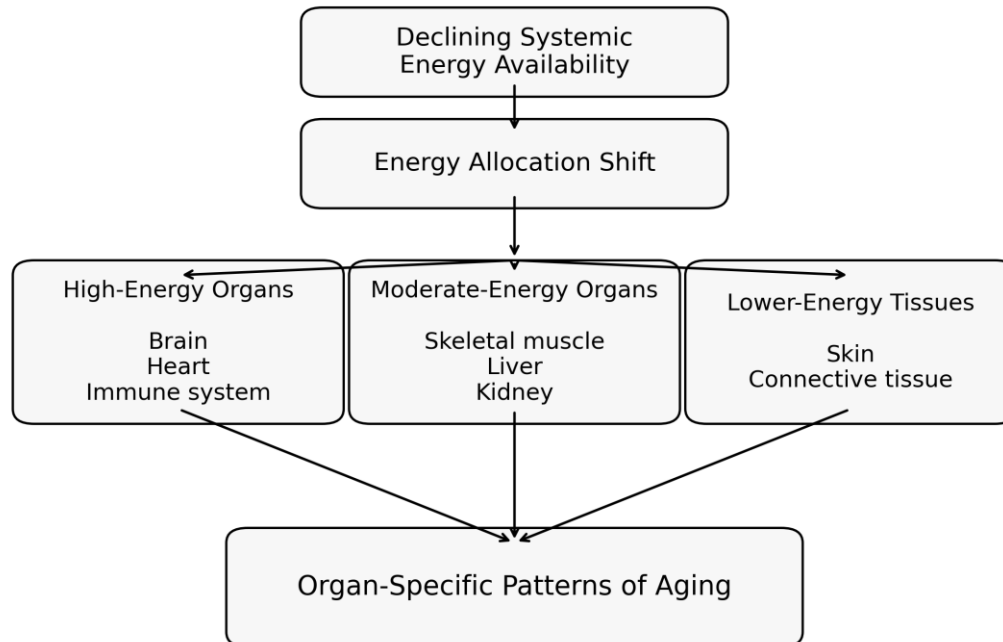 Declining Systemic
Energy Availability
Energy Allocation Shift
High-Energy Organs
Brain
Heart
Immune system
Moderate-Energy Organs
Skeletal muscle
Liver
Kidney
Lower-Energy Tissues
Skin
Connective tissue
Organ-Specific Patterns of Aging